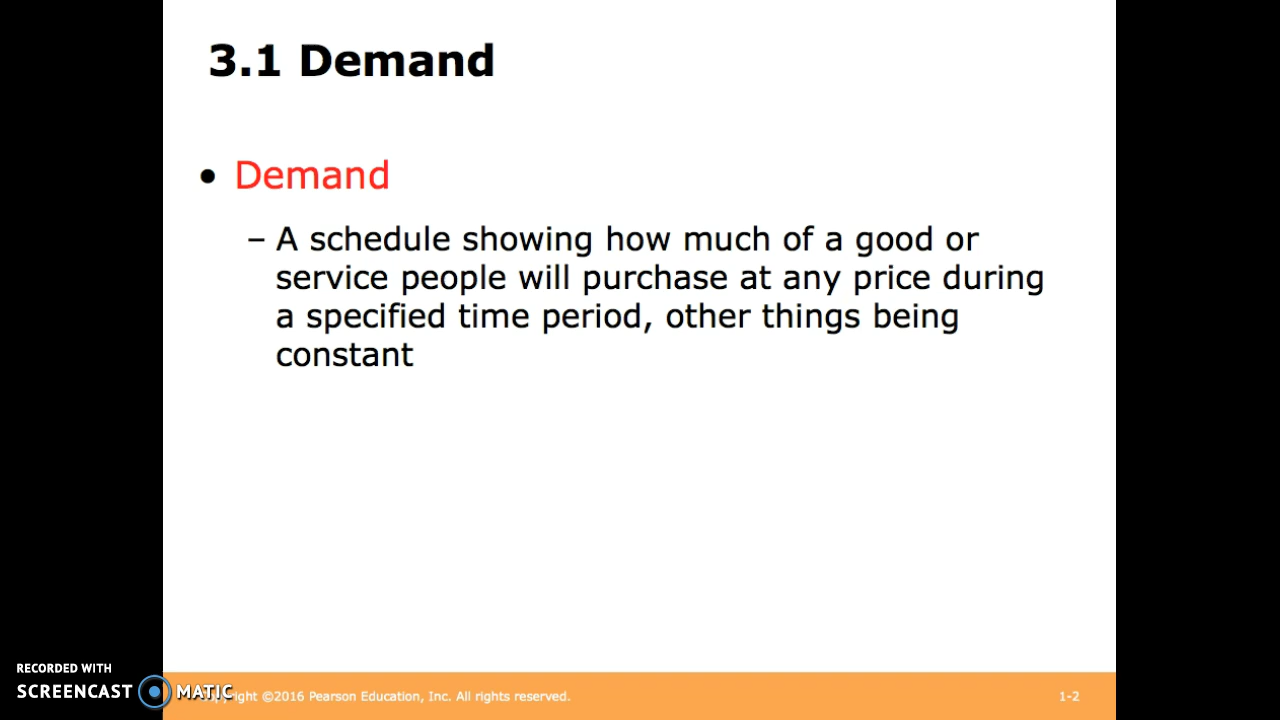 3.1 Demand
• Demand
– A schedule showing how much of a good or
service people will purchase at any price during
a specified time period, other things being
constant
RECORDED WITH
SCREENCAST MATIC
©2016 Pearson Education, Inc. All rights reserved.
1-2